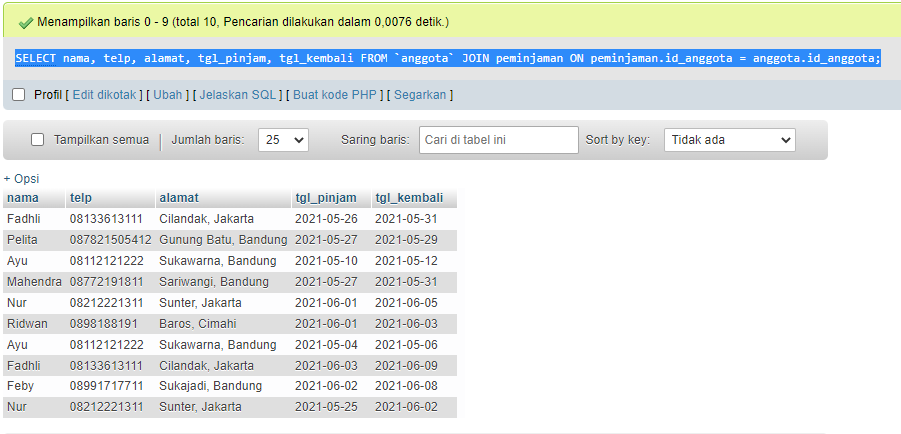 Menampilkan baris 0 - 9 (total 10, Pencarian dilakukan dalam 0,0076 detik.)
SELECT nama, telp, alamat, tgl_pinjam, tgl_kembali FROM `anggota` JOIN peminjaman ON peminjaman.id_anggota = anggota.id_anggota;
Profil [ Edit dikotak ] [ Ubah ] [ Jelaskan SQL ] [ Buat kode PHP ] [ Segarkan ]
Tampilkan semua | Jumlah baris: 25 Saring baris: Cari di tabel ini Sort by key: Tidak ada
+ Opsi
nama telp alamat tgl_pinjam tgl_kembali
Fadhli 08133613111 Cilandak, Jakarta 2021-05-26 2021-05-31
Pelita 087821505412 Gunung Batu, Bandung 2021-05-27 2021-05-29
Ayu 08112121222 Sukawarna, Bandung 2021-05-10 2021-05-12
Mahendra 08772191811 Sariwangi, Bandung 2021-05-27 2021-05-31
Nur 08212221311 Sunter, Jakarta 2021-06-01 2021-06-05
Ridwan 0898188191 Baros, Cimahi 2021-06-01 2021-06-03
Ayu 08112121222 Sukawarna, Bandung 2021-05-04 2021-05-06
Fadhli 08133613111 Cilandak, Jakarta 2021-06-03 2021-06-09
Feby 08991717711 Sukajadi, Bandung 2021-06-02 2021-06-08
Nur 08212221311 Sunter, Jakarta 2021-05-25 2021-06-02